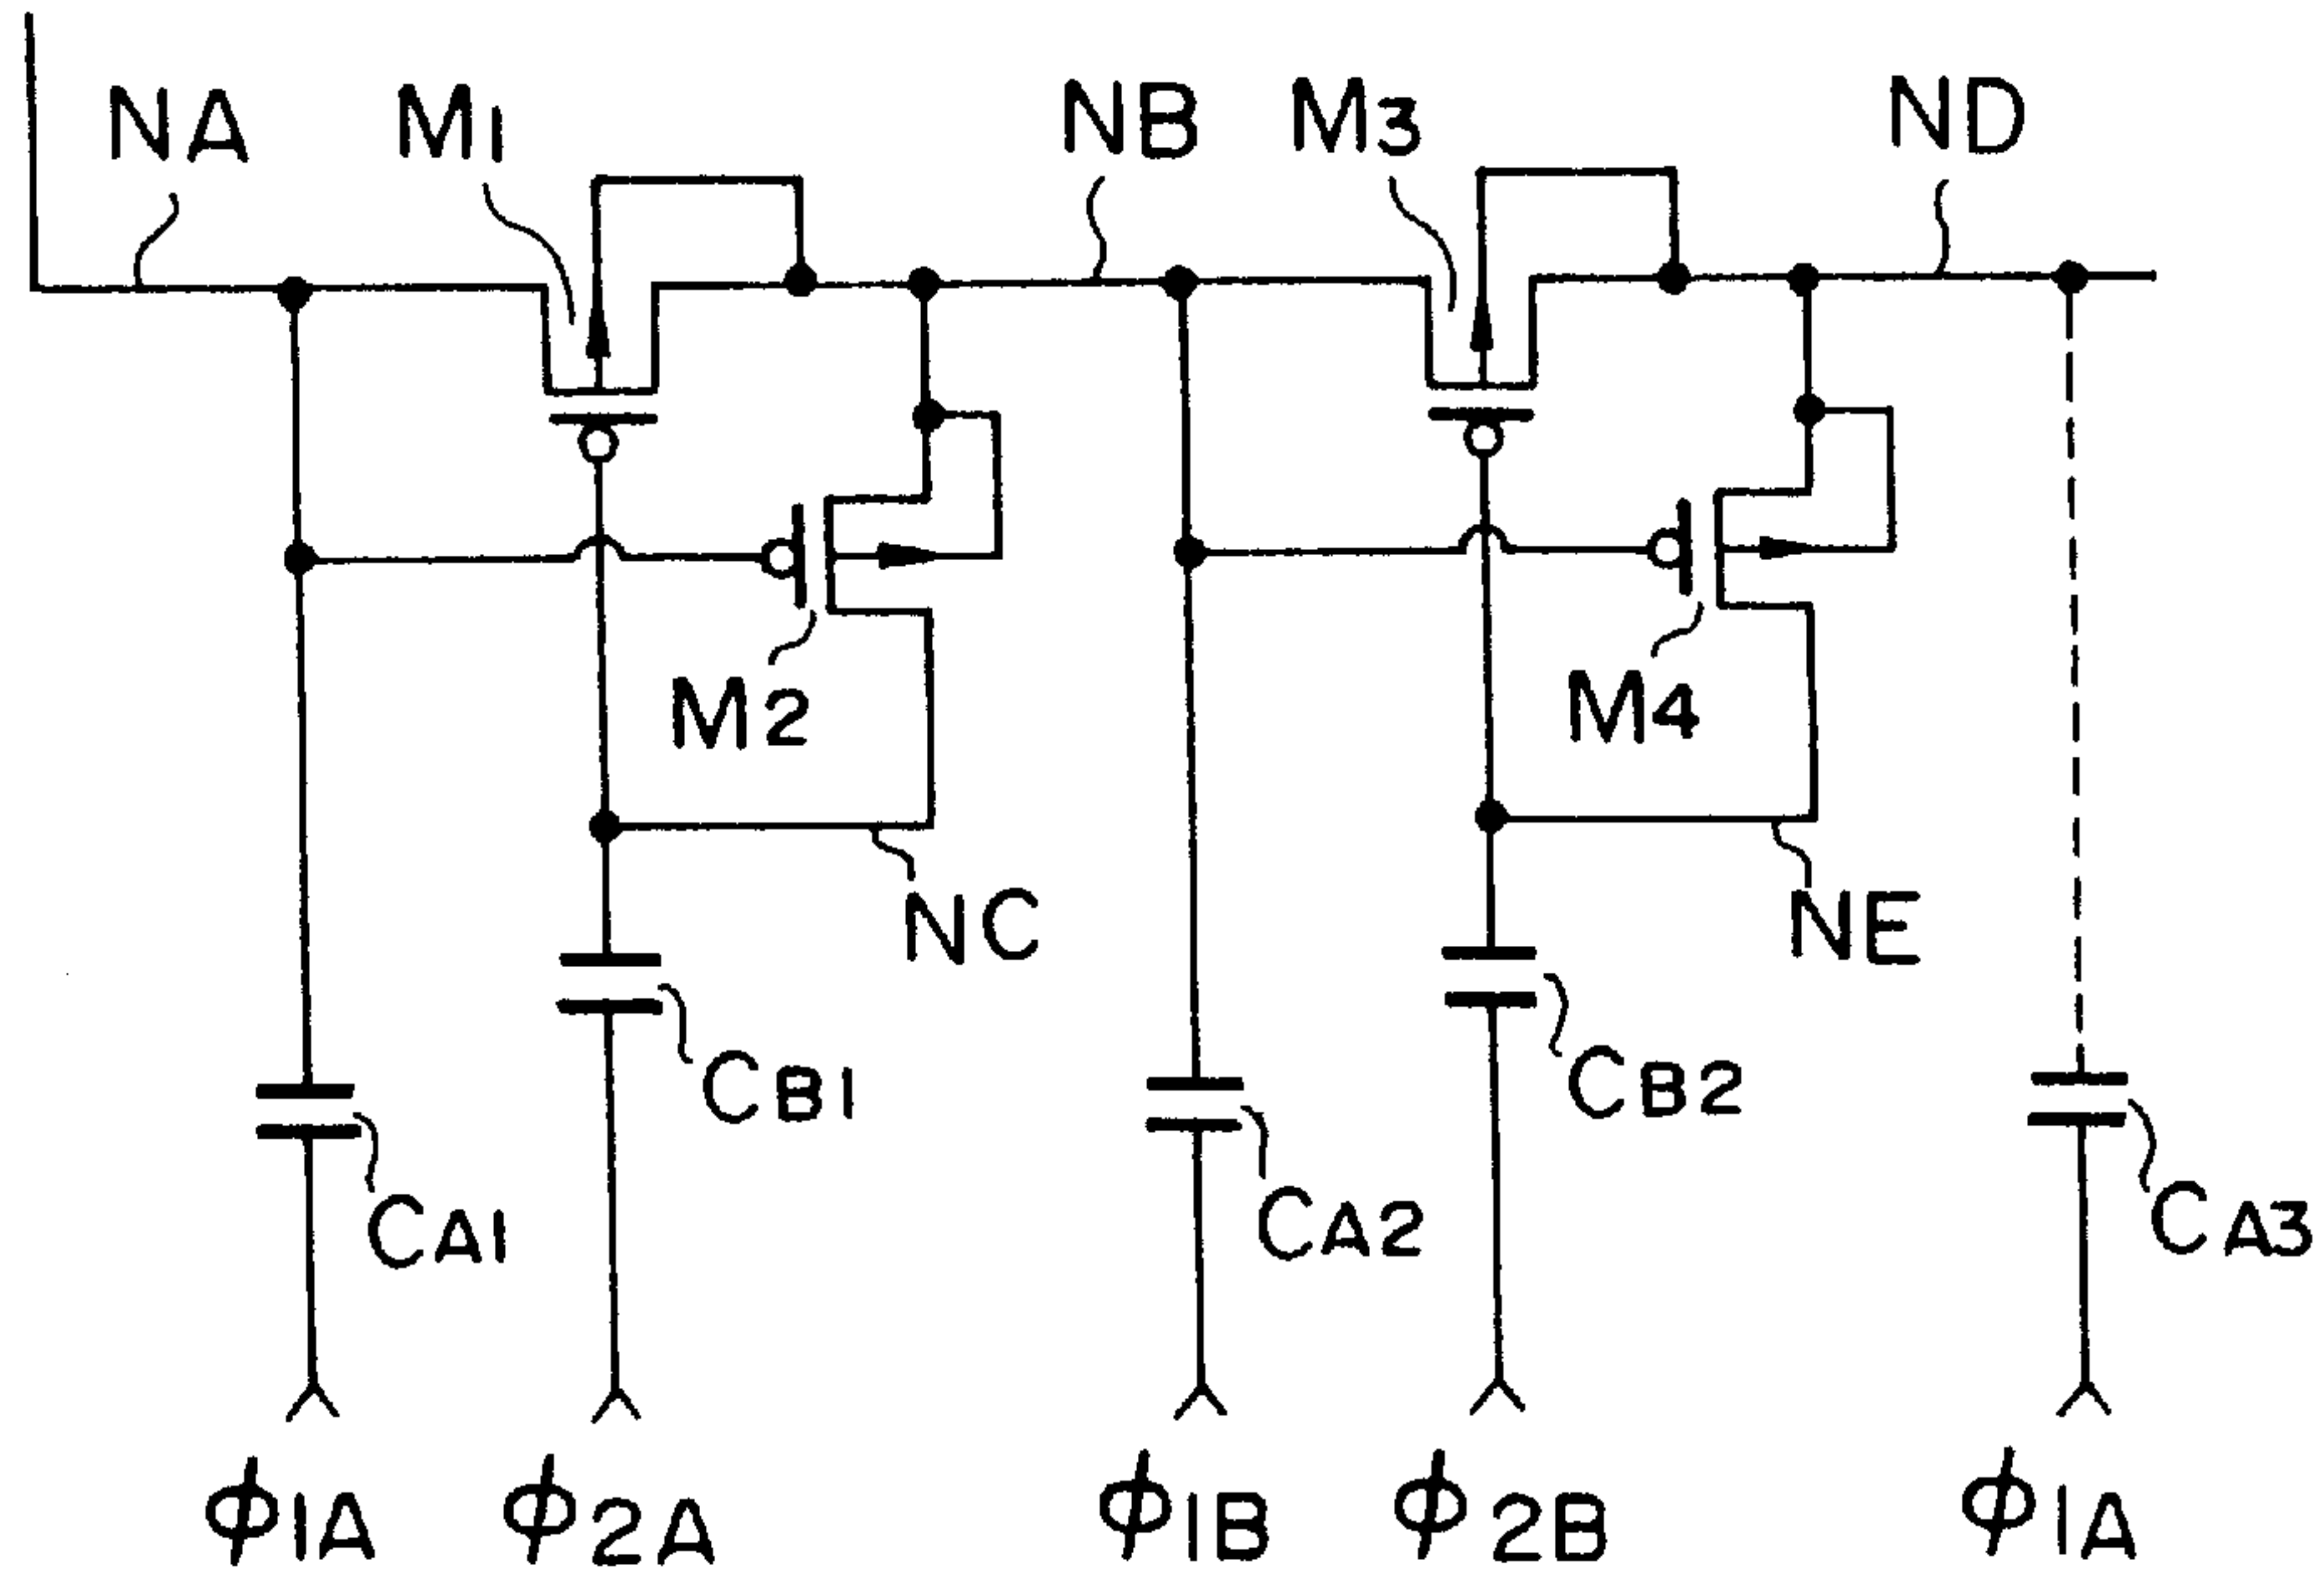 NA M1 NB M3 ND
M2 M4
NC NE
CB1 CB2
CA1 CA2 CA3
ϕ1A ϕ2A ϕ1B ϕ2B ϕ1A